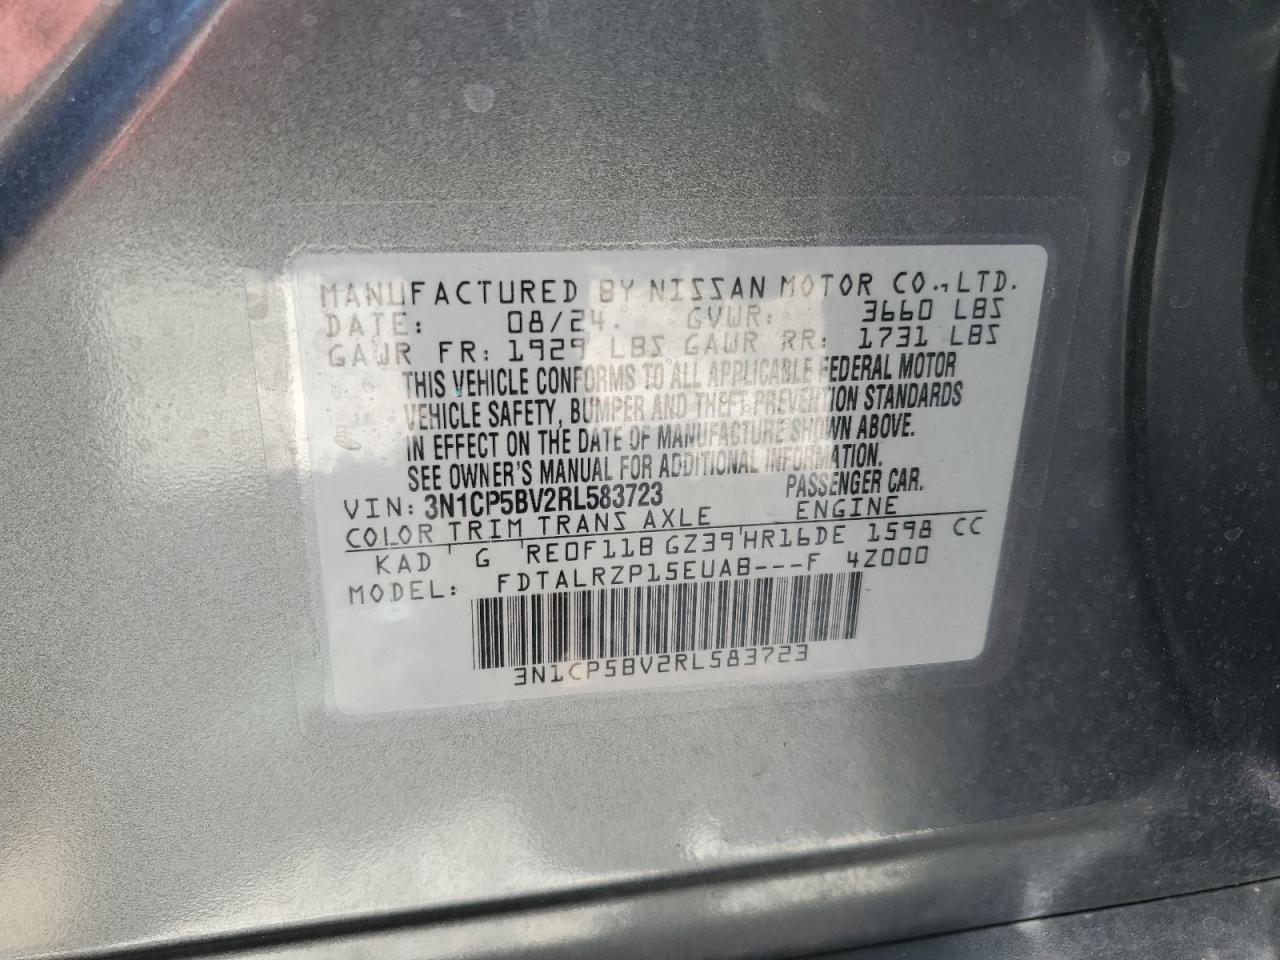 MANUFACTURED BY NISSAN MOTOR CO.,LTD.
DATE: 08/24. GVWR: 3660 LBS
GAWR FR: 1929 LBS GAWR RR: 1731 LBS
THIS VEHICLE CONFORMS TO ALL APPLICABLE FEDERAL MOTOR
VEHICLE SAFETY, BUMPER AND THEFT PREVENTION STANDARDS
IN EFFECT ON THE DATE OF MANUFACTURE SHOWN ABOVE.
SEE OWNER'S MANUAL FOR ADDITIONAL INFORMATION.
VIN: 3N1CP5BV2RL583723 PASSENGER CAR.
COLOR TRIM TRANS AXLE ENGINE
KAD G RE0F11B GZ39 HR16DE 1598 CC
MODEL: FDTALRZP15EUAB---F 4Z000
3N1CP5BV2RL583723